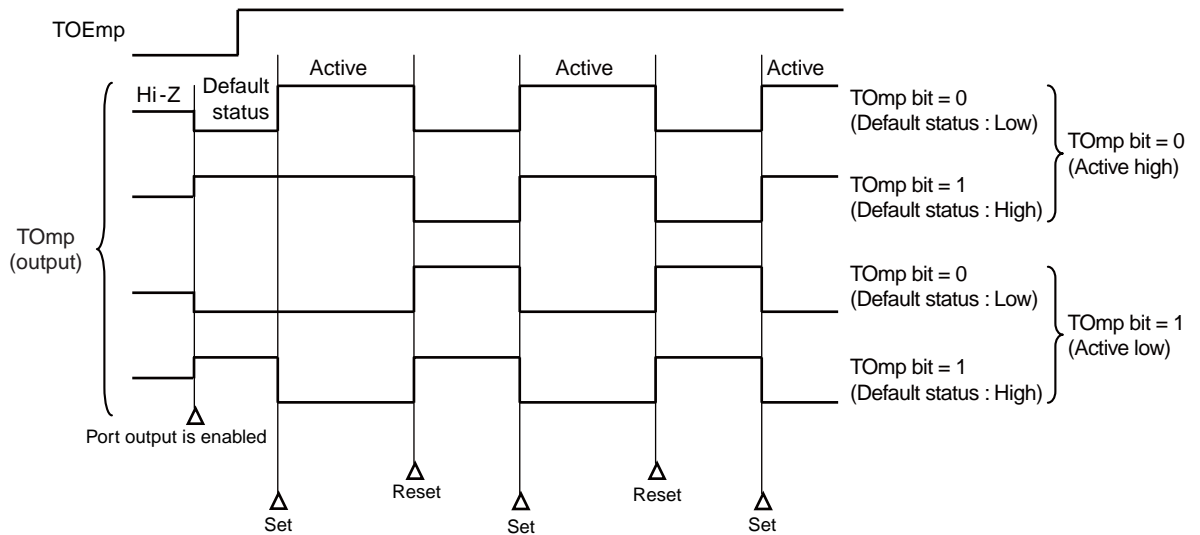 TOEmp
Active
Active
Active
Hi-Z
Default
status
TOmp bit = 0
(Default status : Low)
TOmp bit = 0
(Active high)
TOmp bit = 1
(Default status : High)
TOmp
(output)
TOmp bit = 0
(Default status : Low)
TOmp bit = 1
(Active low)
TOmp bit = 1
(Default status : High)
Port output is enabled
Reset
Reset
Set
Set
Set